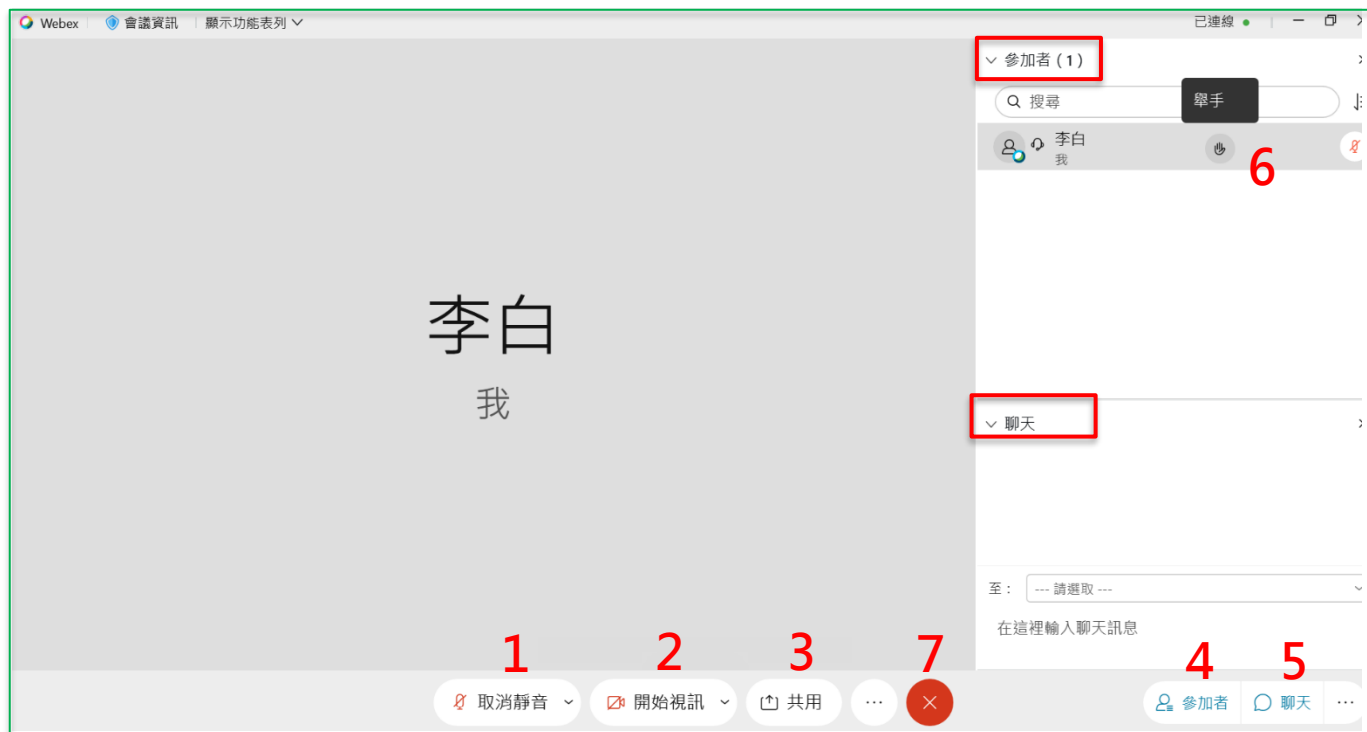 Webex 會議資訊 顯示功能表列
已連線
參加者 (1)
搜尋
舉手
李白
我
6
李白
我
聊天
至： --- 請選取 ---
在這裡輸入聊天訊息
1 2 3 7 4 5
取消靜音 開始視訊 共用 ... 參加者 聊天 ...